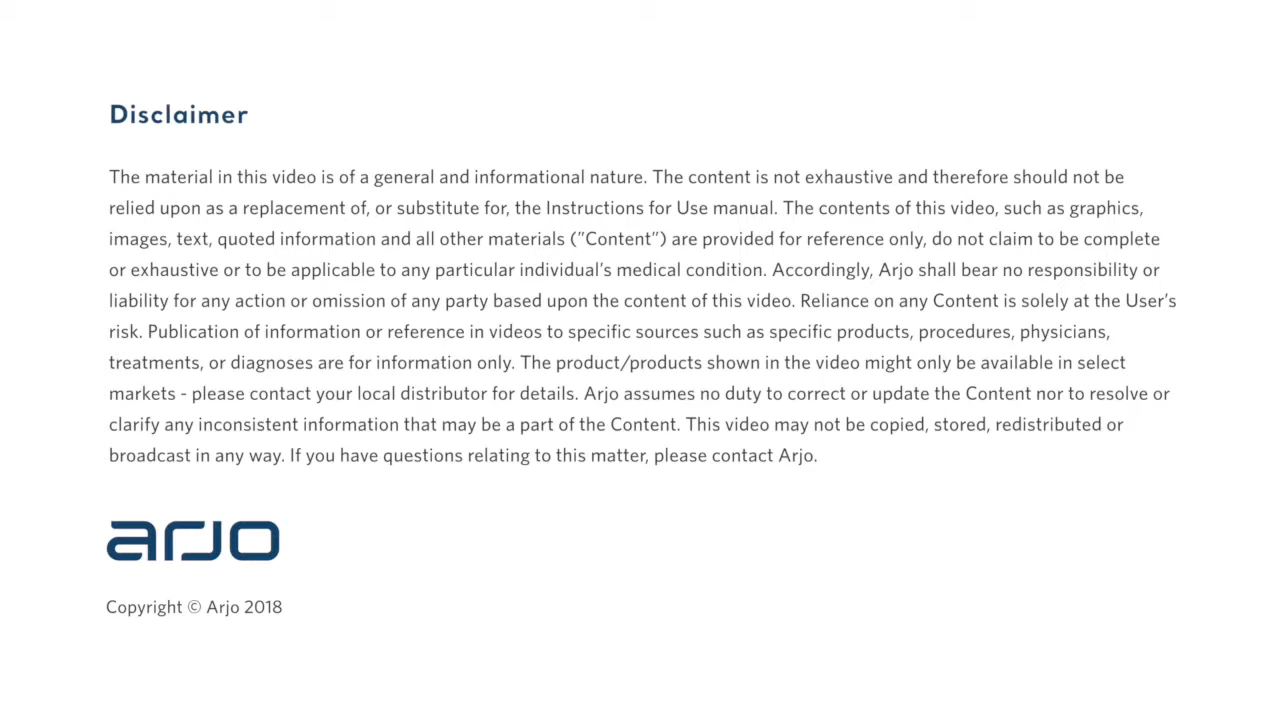 Disclaimer
The material in this video is of a general and informational nature. The content is not exhaustive and therefore should not be
relied upon as a replacement of, or substitute for, the Instructions for Use manual. The contents of this video, such as graphics,
images, text, quoted information and all other materials (”Content”) are provided for reference only, do not claim to be complete
or exhaustive or to be applicable to any particular individual’s medical condition. Accordingly, Arjo shall bear no responsibility or
liability for any action or omission of any party based upon the content of this video. Reliance on any Content is solely at the User’s
risk. Publication of information or reference in videos to specific sources such as specific products, procedures, physicians,
treatments, or diagnoses are for information only. The product/products shown in the video might only be available in select
markets - please contact your local distributor for details. Arjo assumes no duty to correct or update the Content nor to resolve or
clarify any inconsistent information that may be a part of the Content. This video may not be copied, stored, redistributed or
broadcast in any way. If you have questions relating to this matter, please contact Arjo.
arjo
Copyright © Arjo 2018